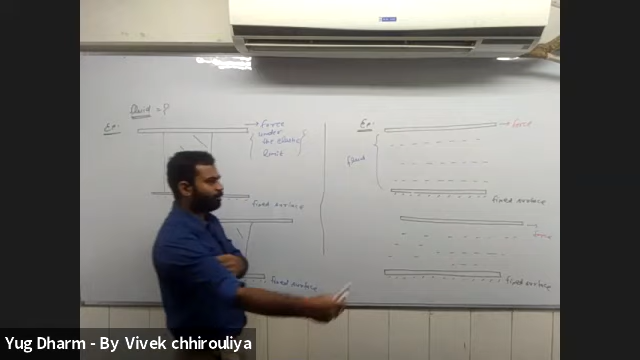 fluid = ?
Ex:
force
under
the elastic
limit
fixed surface
fixed surface
Ex:
force
fluid
fixed surface
force
fixed surface
Yug Dharm - By Vivek chhirouliya